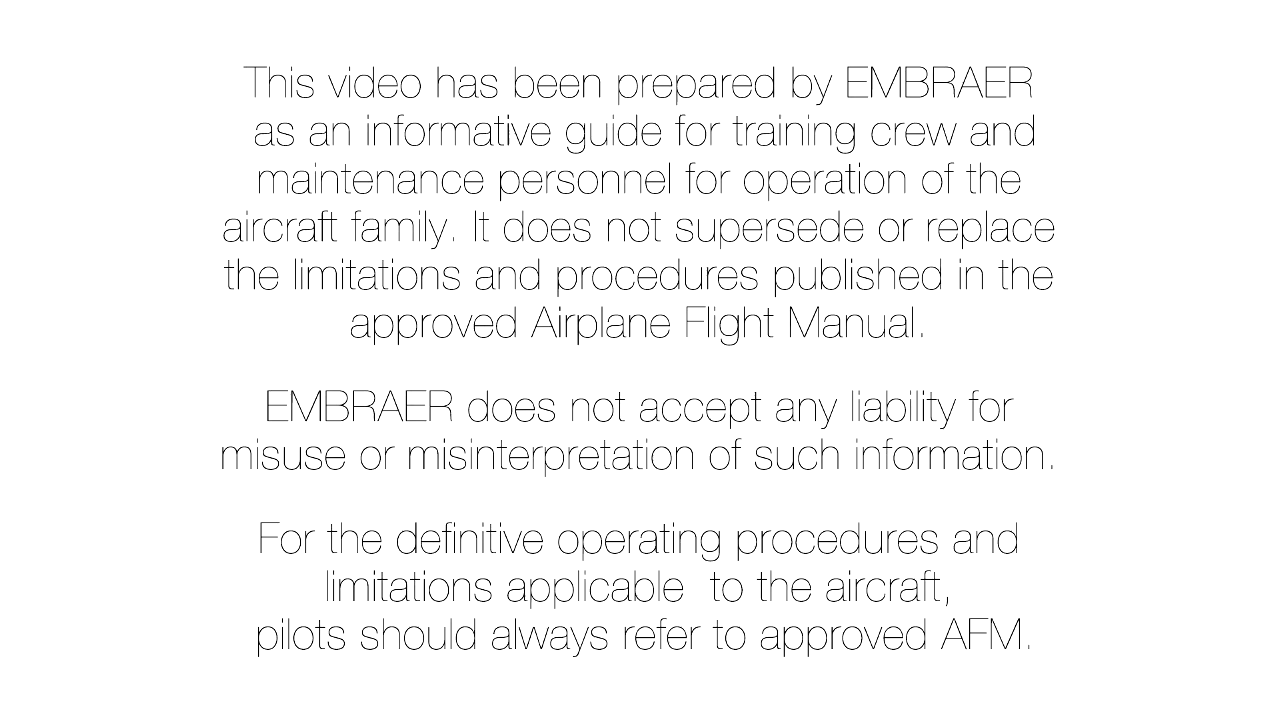 This video has been prepared by EMBRAER
as an informative guide for training crew and
maintenance personnel for operation of the
aircraft family. It does not supersede or replace
the limitations and procedures published in the
approved Airplane Flight Manual.
EMBRAER does not accept any liability for
misuse or misinterpretation of such information.
For the definitive operating procedures and
limitations applicable  to the aircraft,
pilots should always refer to approved AFM.